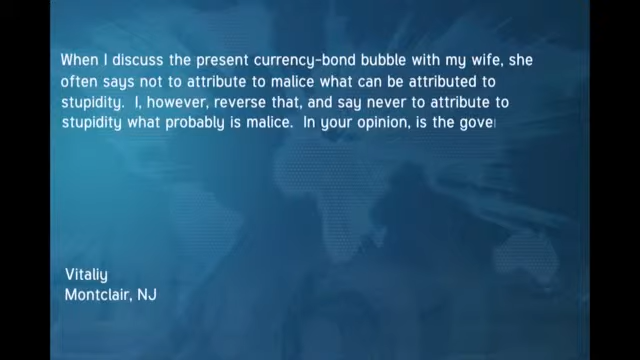 When I discuss the present currency-bond bubble with my wife, she
often says not to attribute to malice what can be attributed to
stupidity. I, however, reverse that, and say never to attribute to
stupidity what probably is malice. In your opinion, is the gove
Vitaliy
Montclair, NJ